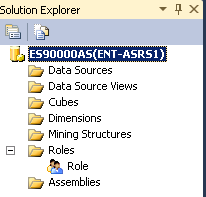 Solution Explorer
ES90000AS(ENT-ASRS1)
Data Sources
Data Source Views
Cubes
Dimensions
Mining Structures
Roles
Role
Assemblies